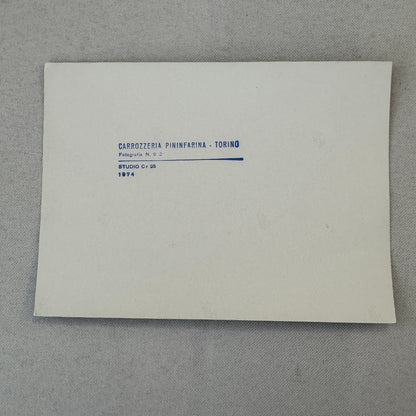 CARROZZERIA PININFARINA - TORINO
Fotografia N.
STUDIO CR 25
1974